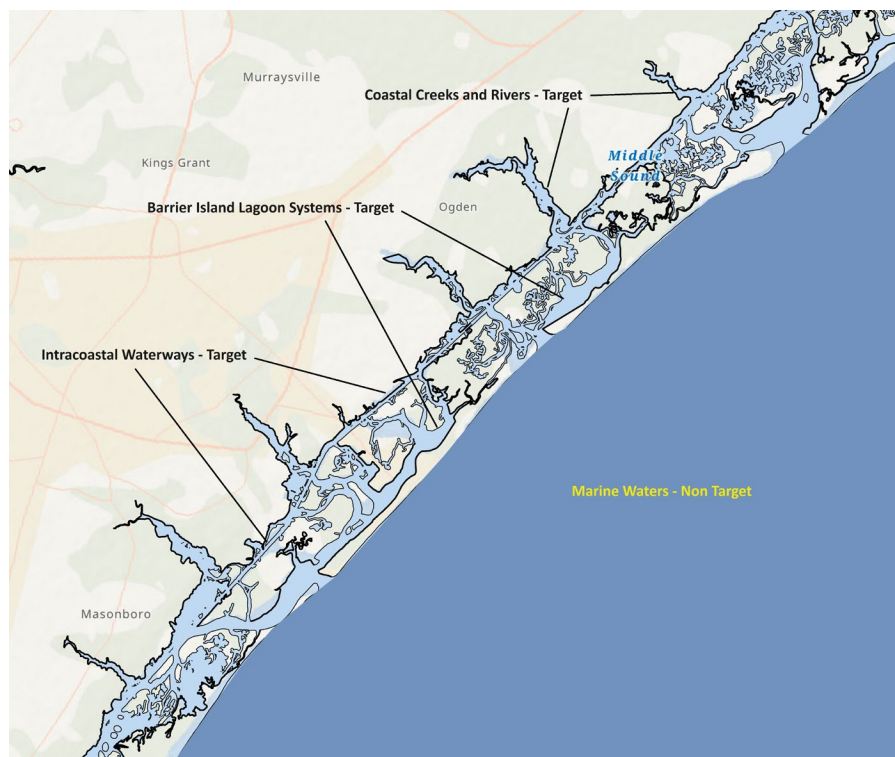 Murraysville
Coastal Creeks and Rivers - Target
Kings Grant
Middle
Sound
Barrier Island Lagoon Systems - Target
Ogden
Intracoastal Waterways - Target
Marine Waters - Non Target
Masonboro